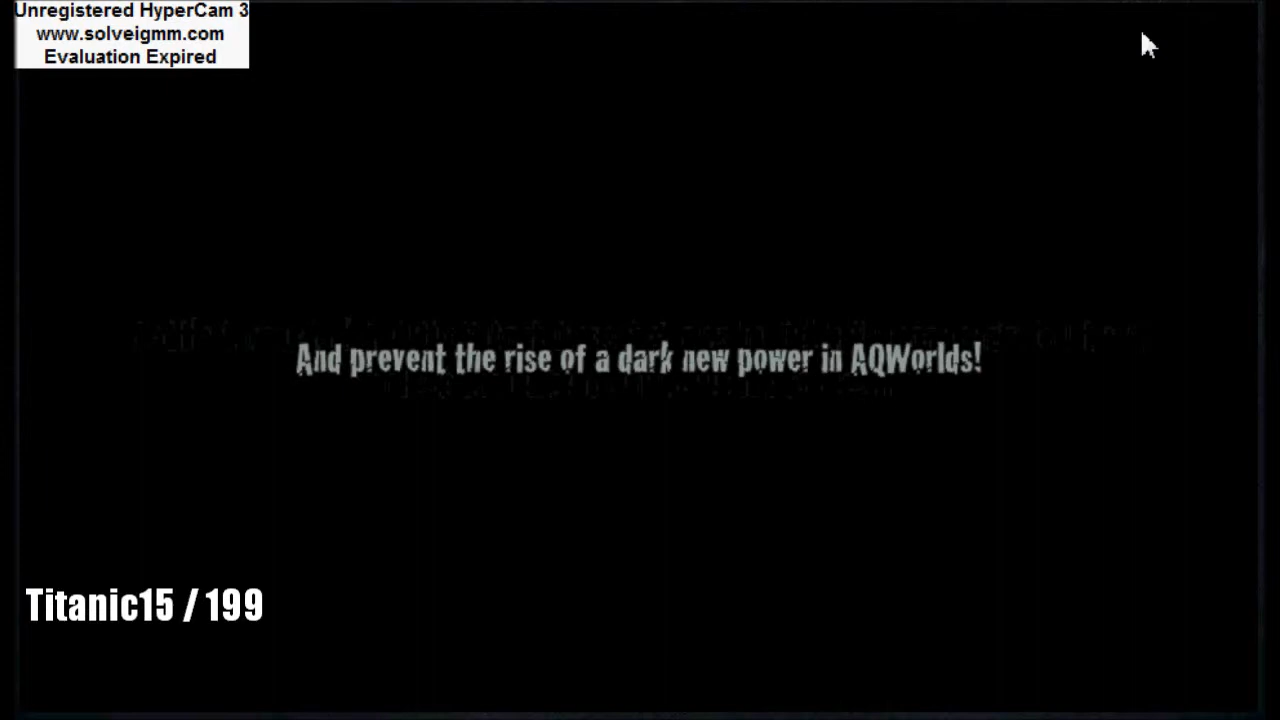 Unregistered HyperCam 3
www.solveigmm.com
Evaluation Expired
And prevent the rise of a dark new power in AQWorlds!
Titanic15 / 199